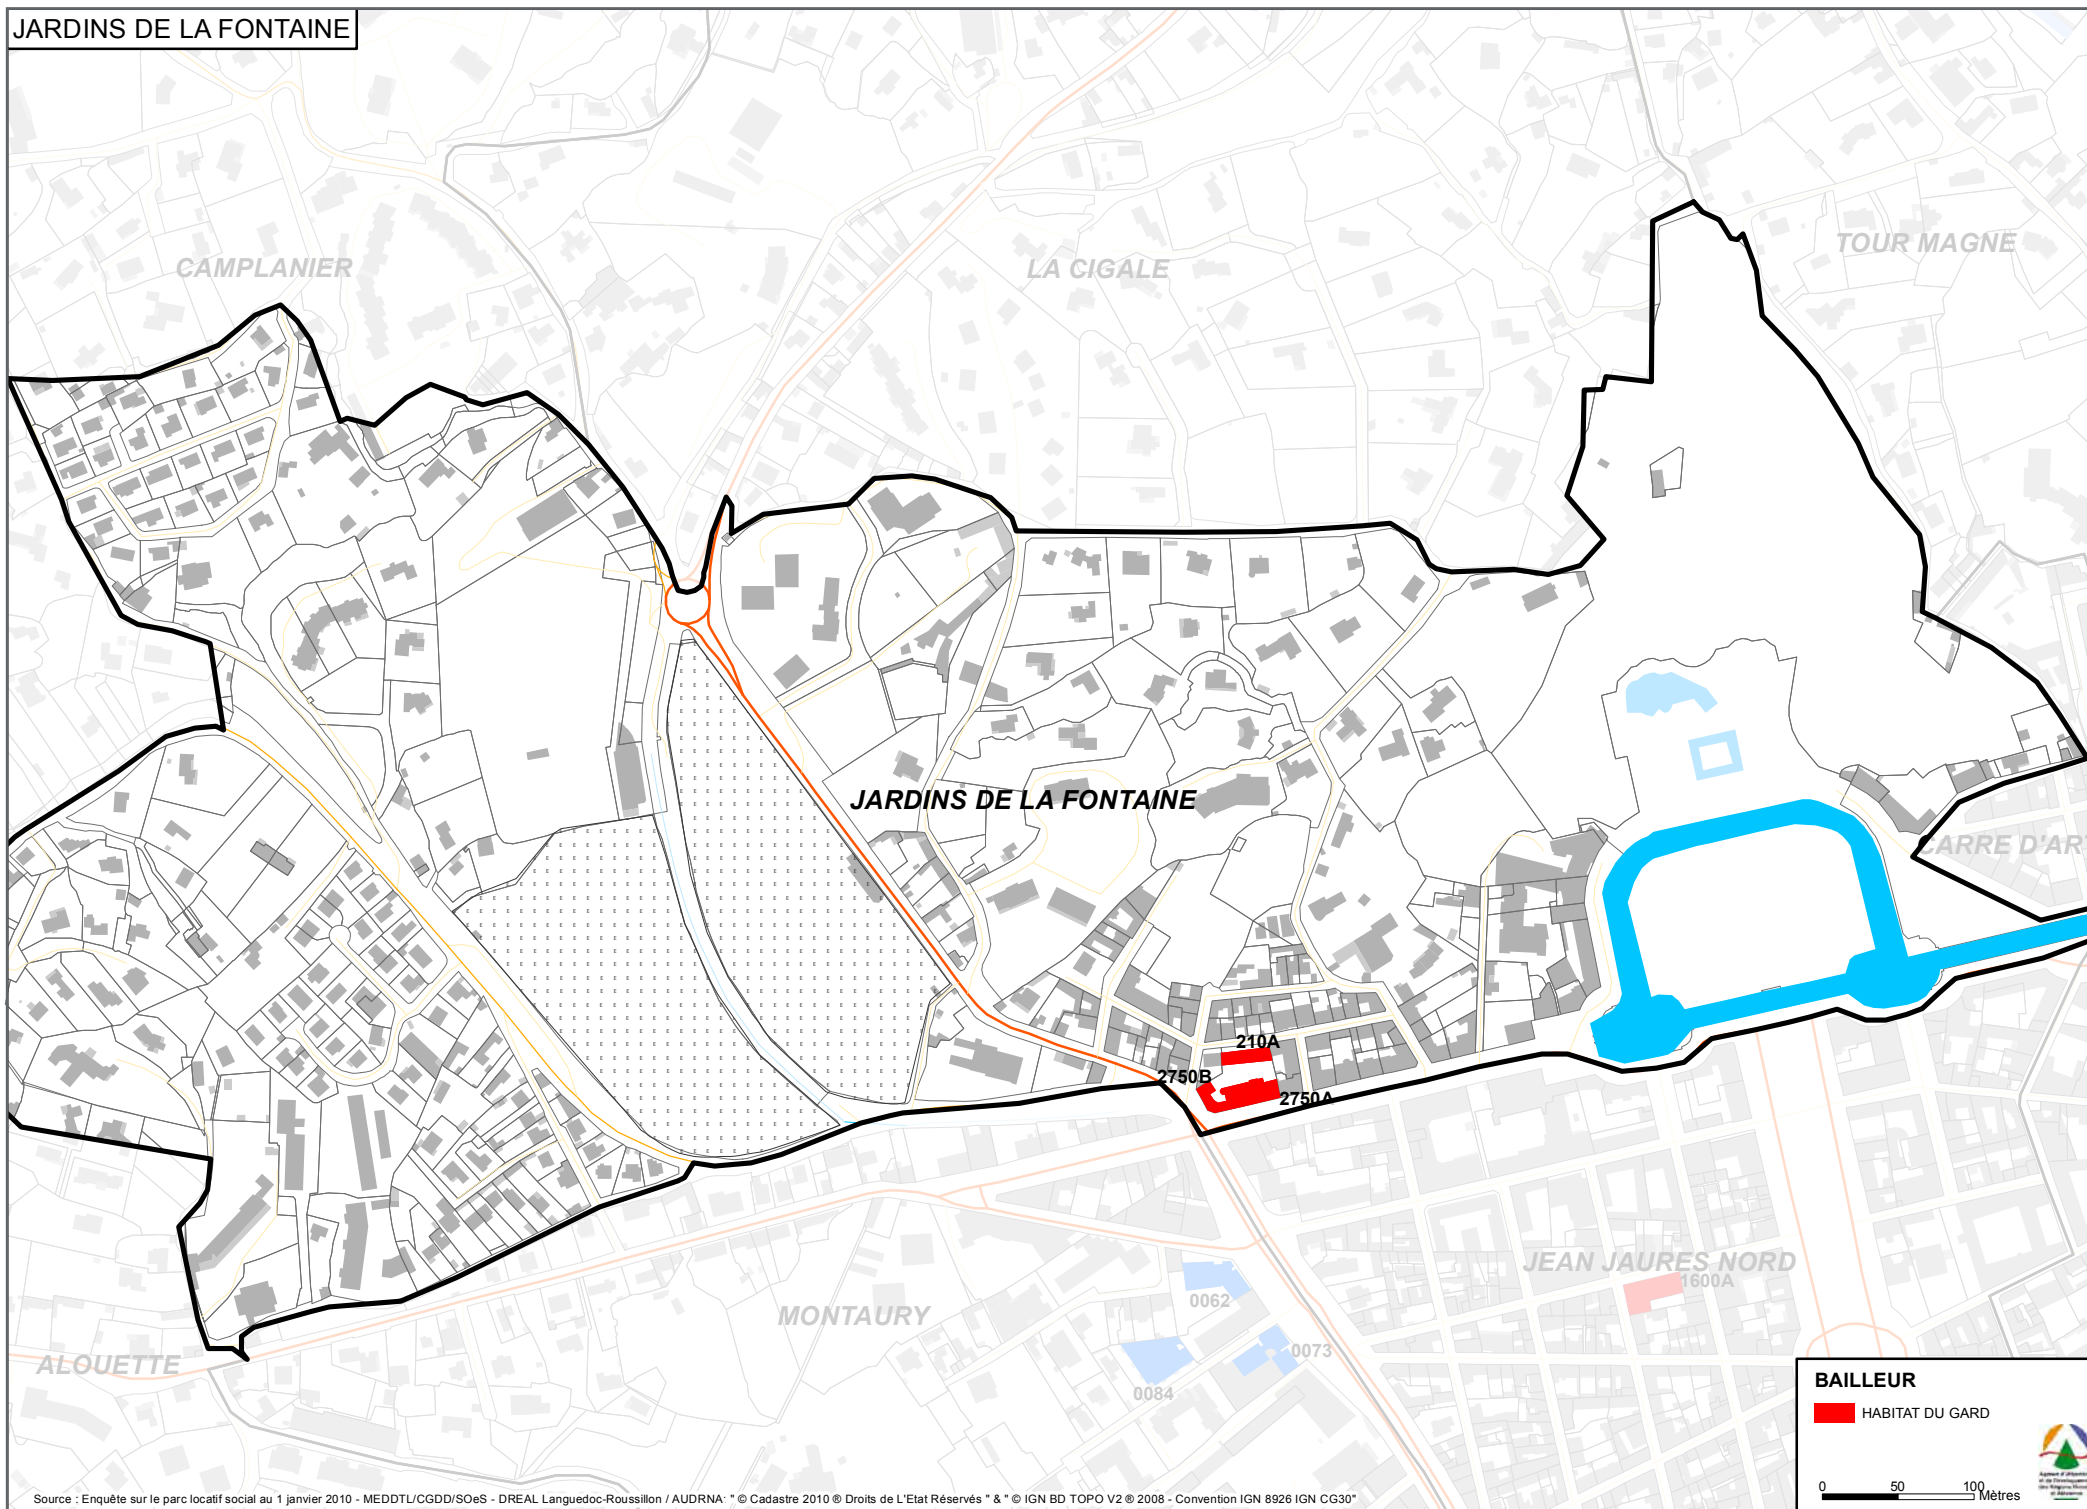 JARDINS DE LA FONTAINE
TOUR MAGNE
CAMPLANIER
LA CIGALE
JARDINS DE LA FONTAINE
CARRE D'AR
210A
2750B
2750A
JEAN JAURES NORD
1600A
0062
MONTAURY
0073
ALOUETTE
0084
BAILLEUR
HABITAT DU GARD
0 50 100
Mètres
Source : Enquête sur le parc locatif social au 1 janvier 2010 - MEDDTL/CGDD/SOeS - DREAL Languedoc-Roussillon / AUDRNA: " © Cadastre 2010 ® Droits de L'Etat Réservés " & " © IGN BD TOPO V2 ® 2008 - Convention IGN 8926 IGN CG30"